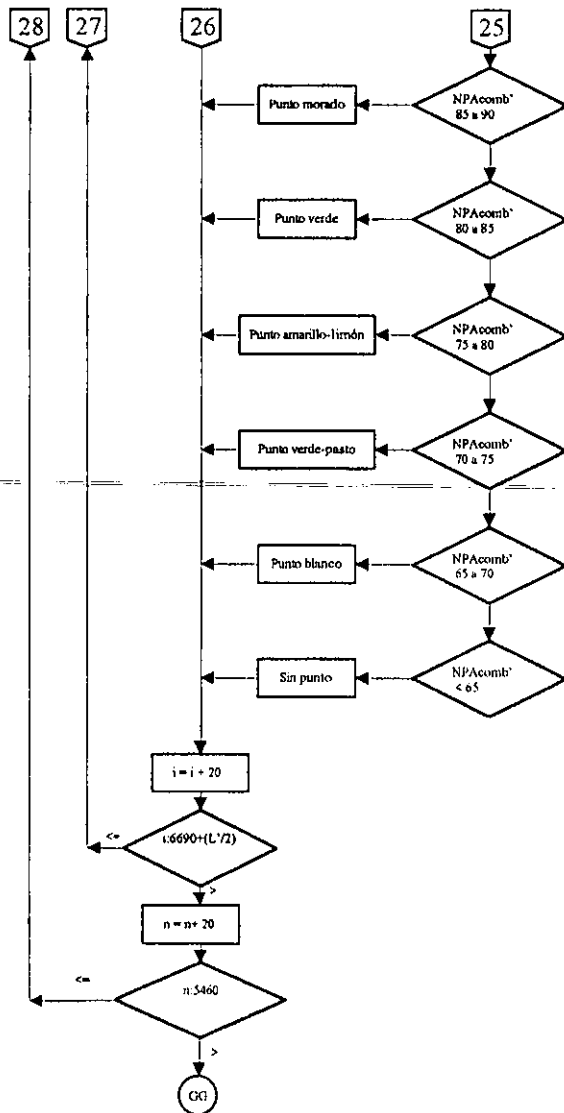 28 27 26 25
Punto morado
NPAcomb'
85 a 90
Punto verde
NPAcomb'
80 a 85
Punto amarillo-limón
NPAcomb'
75 a 80
Punto verde-pasto
NPAcomb'
70 a 75
Punto blanco
NPAcomb'
65 a 70
Sin punto
NPAcomb'
< 65
i = i + 20
<=
i:6690+(L'/2)
>
n = n+ 20
<=
n:5460
>
GG